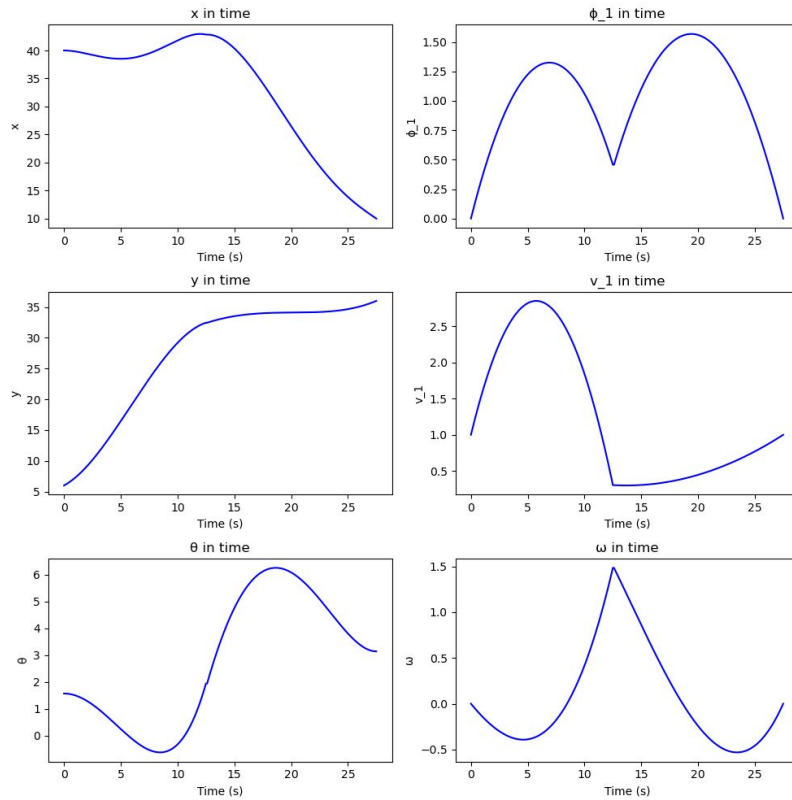 x in time
x
40
35
30
25
20
15
10
0 5 10 15 20 25
Time (s)
ϕ_1 in time
ϕ_1
1.50
1.25
1.00
0.75
0.50
0.25
0.00
0 5 10 15 20 25
Time (s)
y in time
y
35
30
25
20
15
10
5
0 5 10 15 20 25
Time (s)
v_1 in time
v_1
2.5
2.0
1.5
1.0
0.5
0 5 10 15 20 25
Time (s)
θ in time
θ
6
5
4
3
2
1
0
0 5 10 15 20 25
Time (s)
ω in time
ω
1.5
1.0
0.5
0.0
−0.5
0 5 10 15 20 25
Time (s)